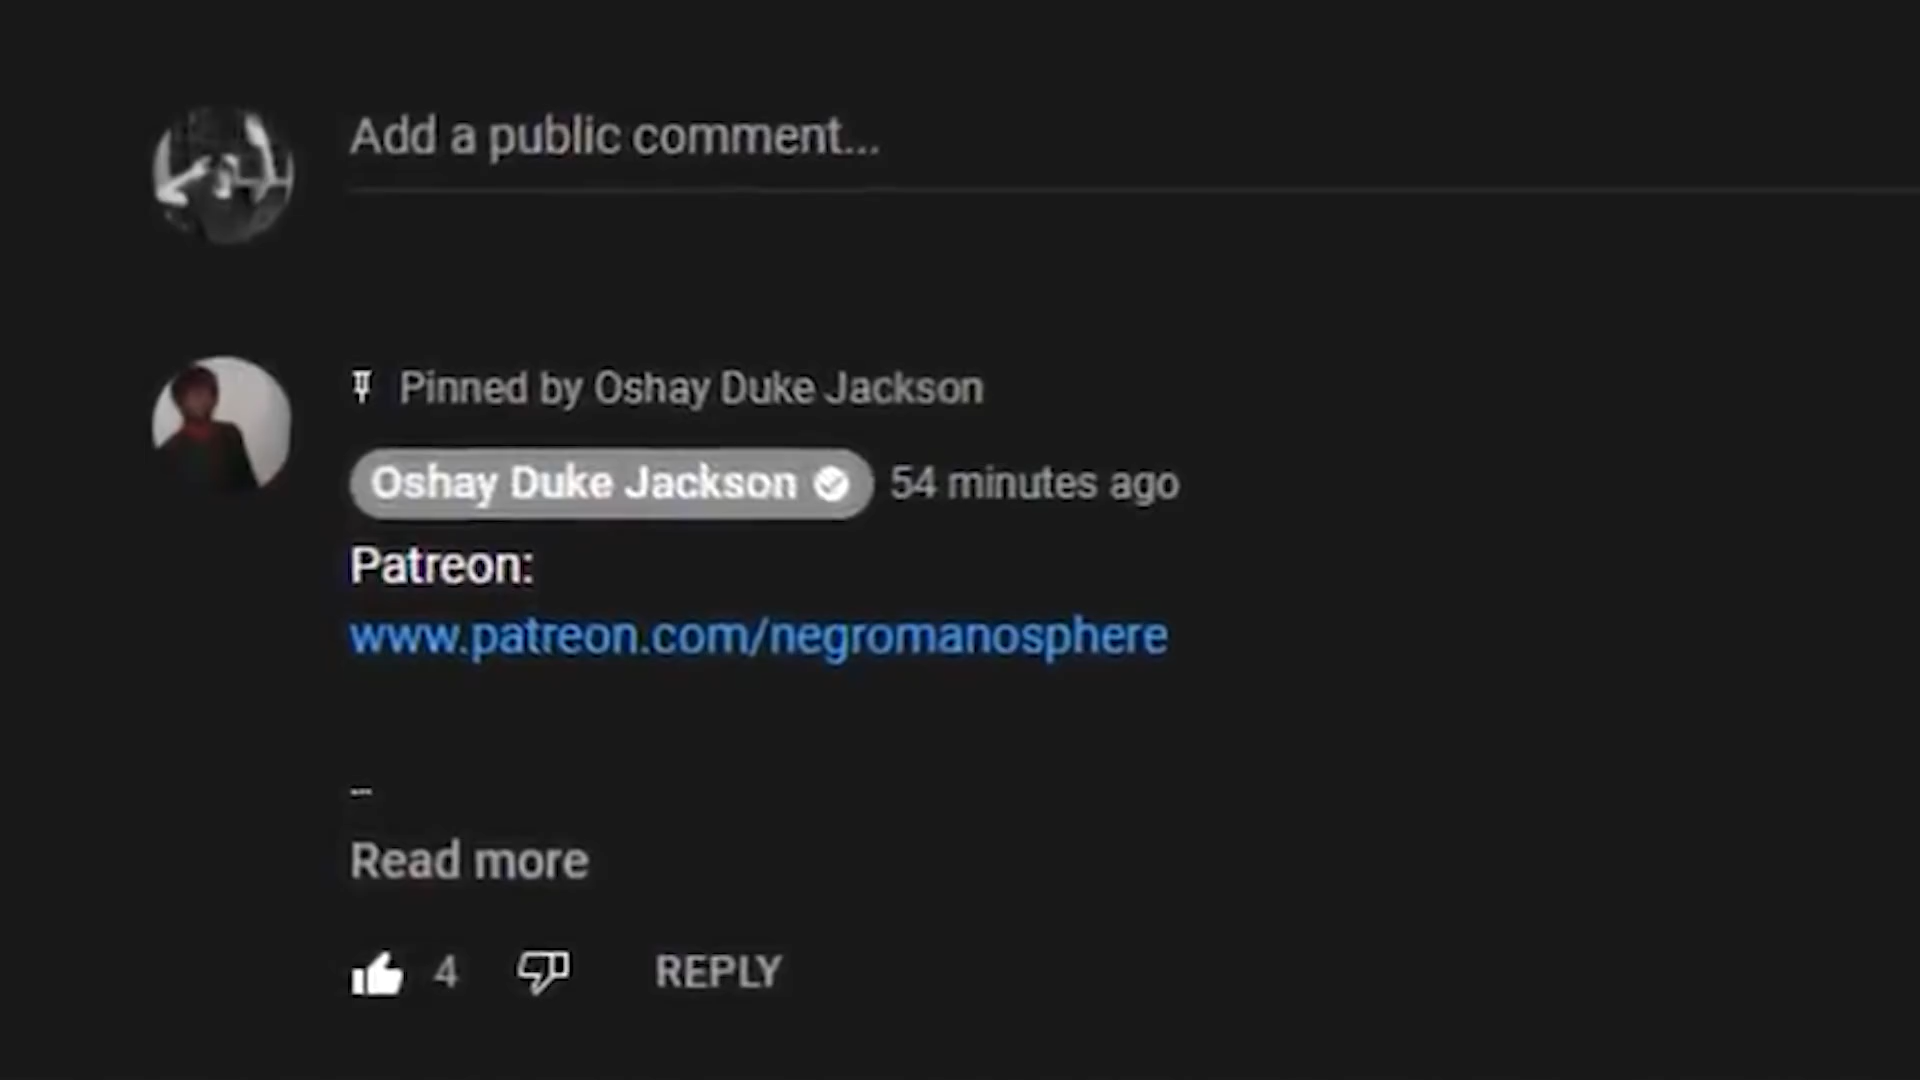 Add a public comment...
Pinned by Oshay Duke Jackson
Oshay Duke Jackson 54 minutes ago
Patreon:
www.patreon.com/negromanosphere
--
Read more
4 REPLY